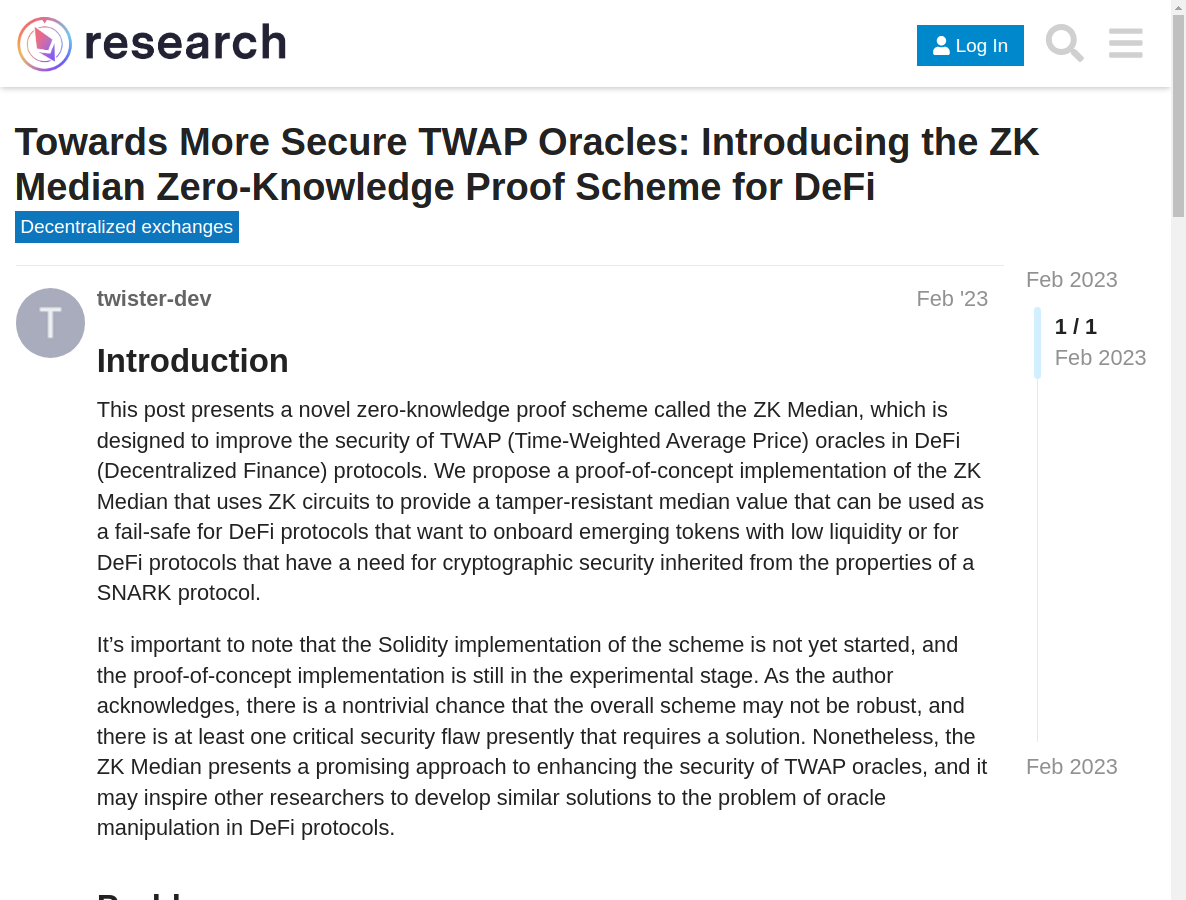 research
Log In
Towards More Secure TWAP Oracles: Introducing the ZK
Median Zero-Knowledge Proof Scheme for DeFi
Decentralized exchanges
T
twister-dev
Feb '23
Introduction
This post presents a novel zero-knowledge proof scheme called the ZK Median, which is
designed to improve the security of TWAP (Time-Weighted Average Price) oracles in DeFi
(Decentralized Finance) protocols. We propose a proof-of-concept implementation of the ZK
Median that uses ZK circuits to provide a tamper-resistant median value that can be used as
a fail-safe for DeFi protocols that want to onboard emerging tokens with low liquidity or for
DeFi protocols that have a need for cryptographic security inherited from the properties of a
SNARK protocol.
It’s important to note that the Solidity implementation of the scheme is not yet started, and
the proof-of-concept implementation is still in the experimental stage. As the author
acknowledges, there is a nontrivial chance that the overall scheme may not be robust, and
there is at least one critical security flaw presently that requires a solution. Nonetheless, the
ZK Median presents a promising approach to enhancing the security of TWAP oracles, and it
may inspire other researchers to develop similar solutions to the problem of oracle
manipulation in DeFi protocols.
Feb 2023
1 / 1
Feb 2023
Feb 2023